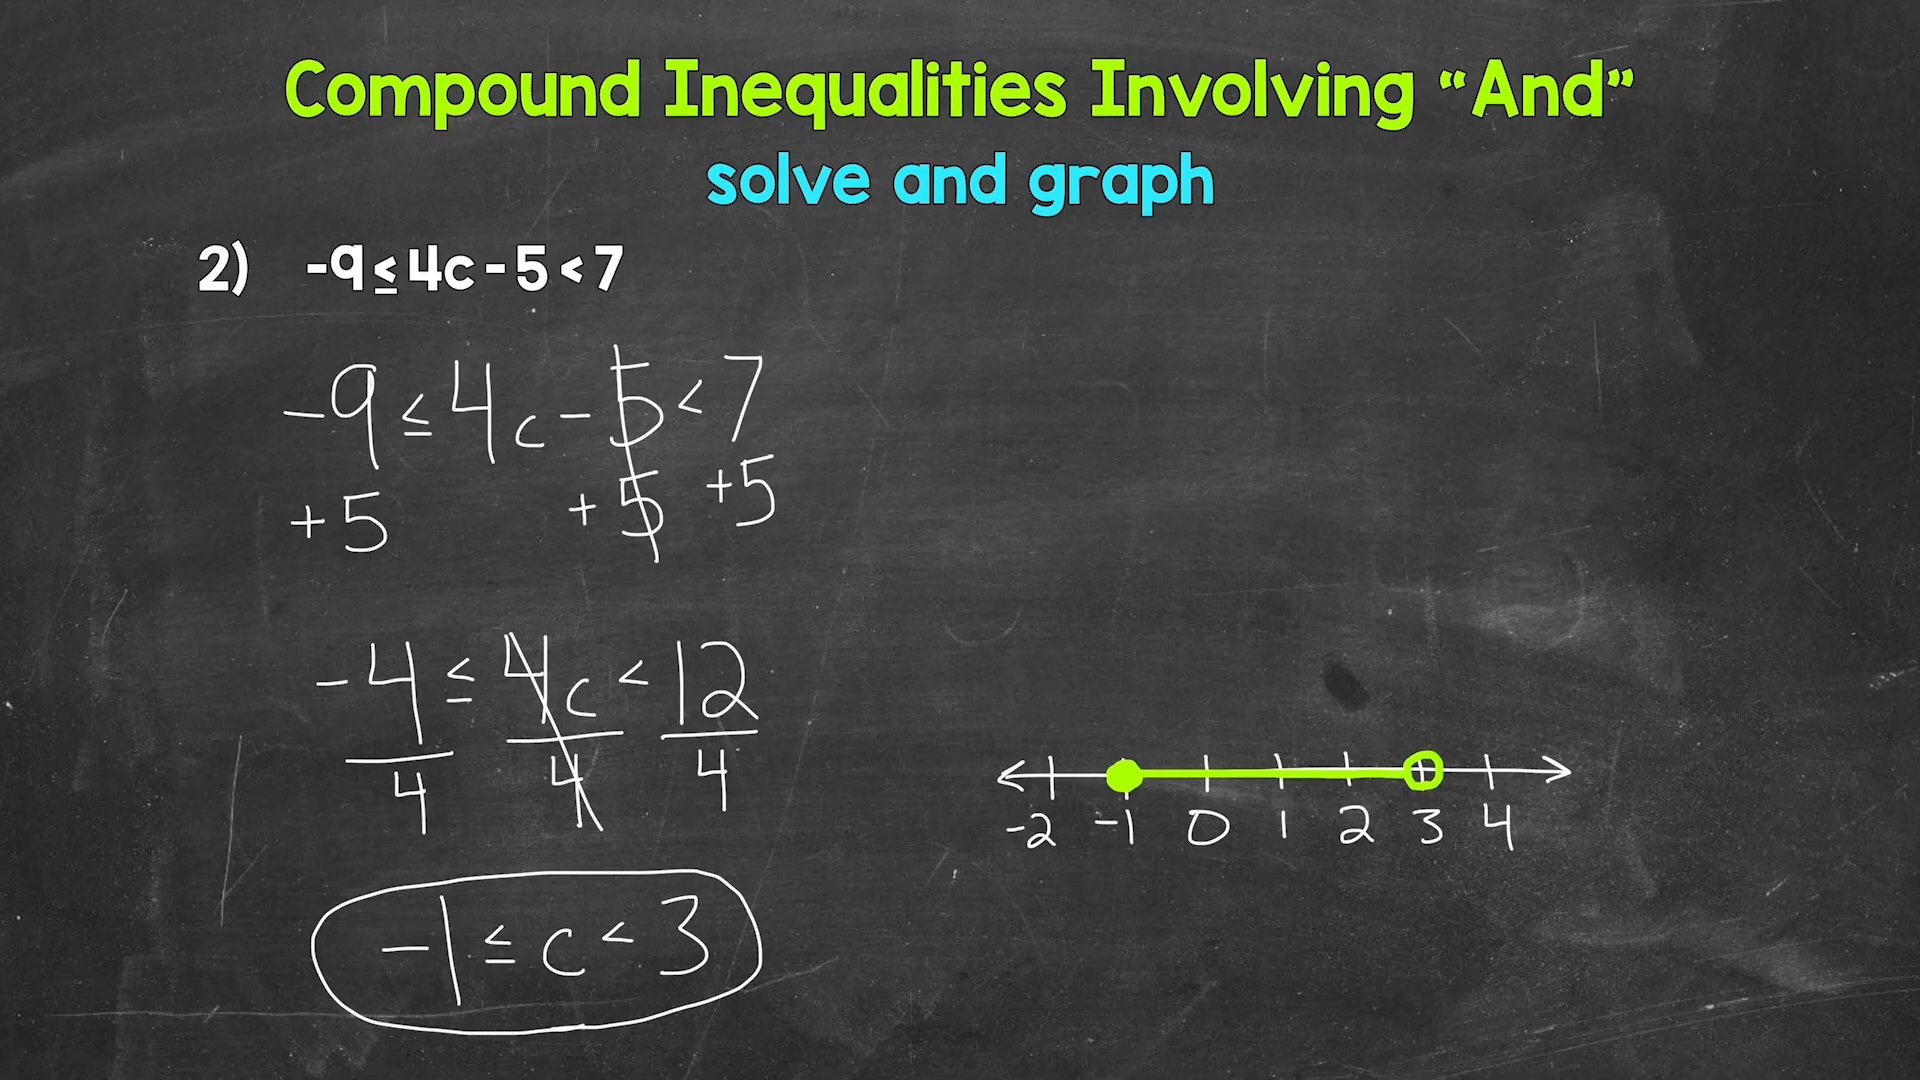 Compound Inequalities Involving “And”
solve and graph
2) -9≤4c-5<7
-9≤4c-5<7
+5 +5 +5
-4≤4c<12
4 4 4
-1≤c<3
-2 -1 0 1 2 3 4